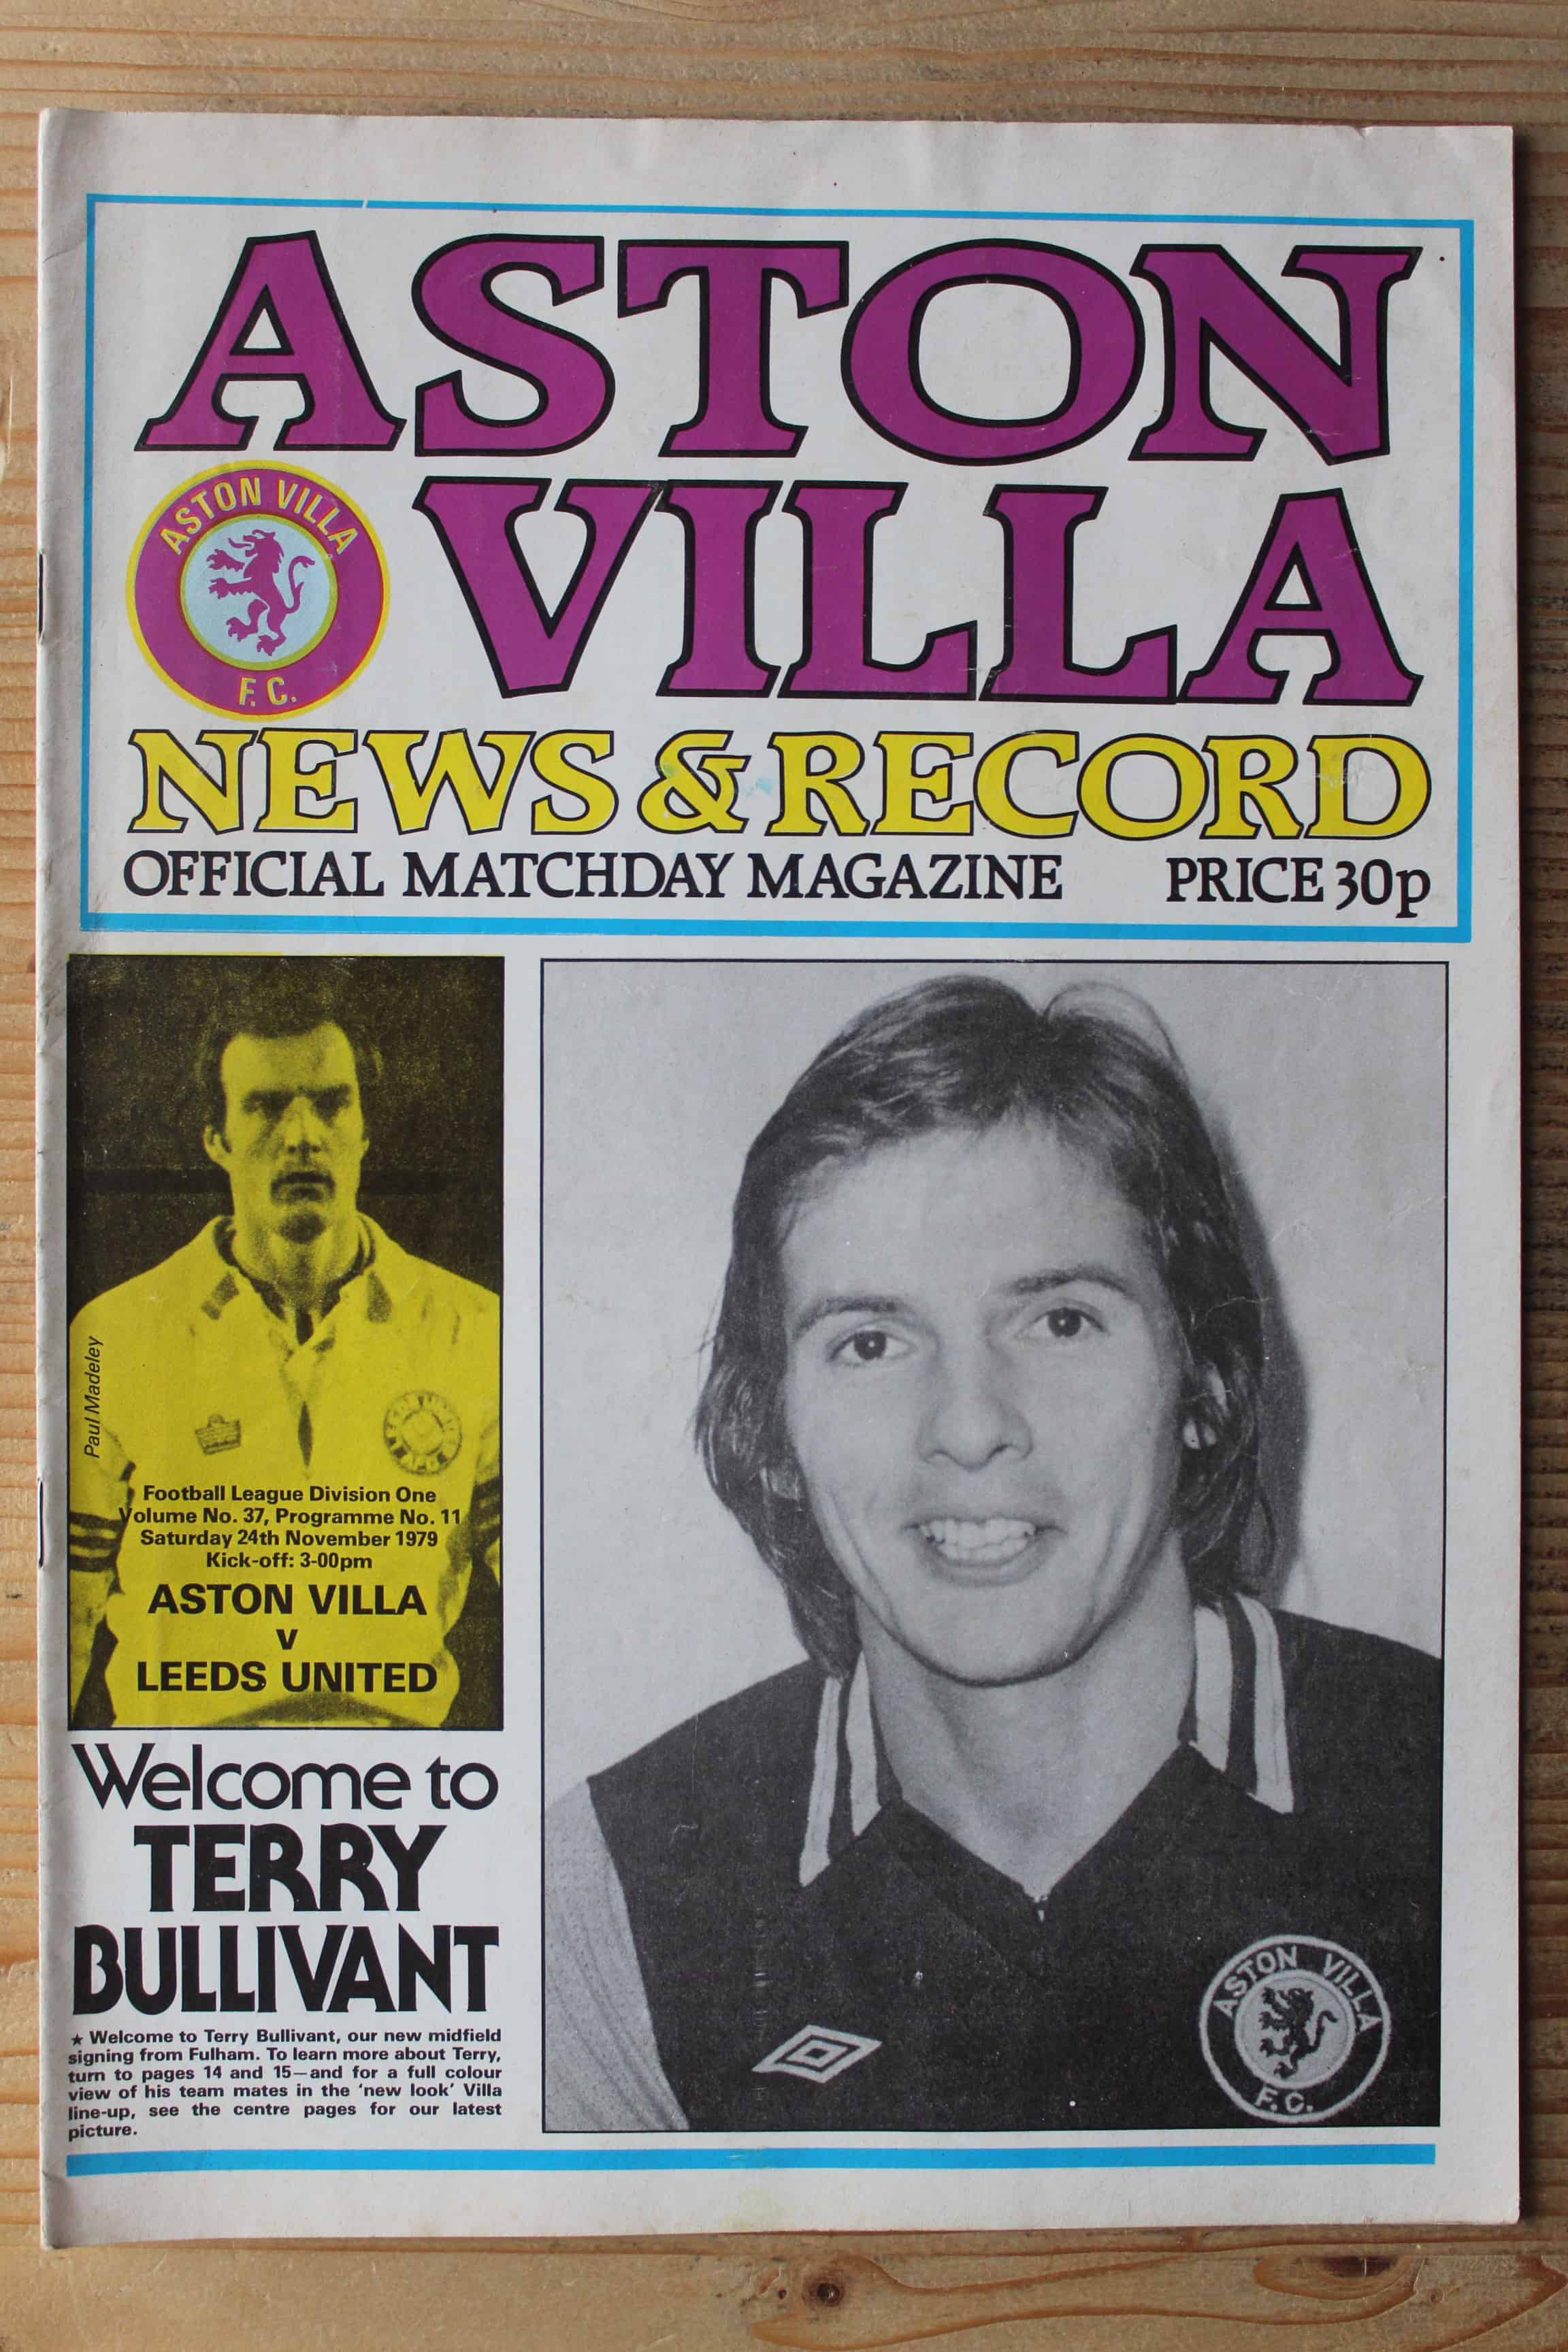 ASTON
VILLA
ASTON VILLA
F.C.
NEWS & RECORD
OFFICIAL MATCHDAY MAGAZINE PRICE 30p
Paul Madeley
Football League Division One
Volume No. 37, Programme No. 11
Saturday 24th November 1979
Kick-off: 3-00pm
ASTON VILLA
v
LEEDS UNITED
Welcome to
TERRY
BULLIVANT
★ Welcome to Terry Bullivant, our new midfield
signing from Fulham. To learn more about Terry,
turn to pages 14 and 15—and for a full colour
view of his team mates in the ‘new look’ Villa
line-up, see the centre pages for our latest
picture.
ASTON VILLA
F.C.